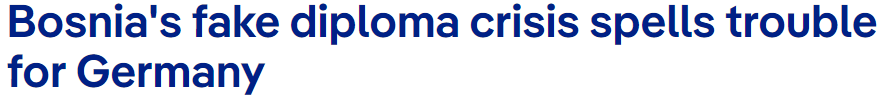 Bosnia's fake diploma crisis spells trouble
for Germany